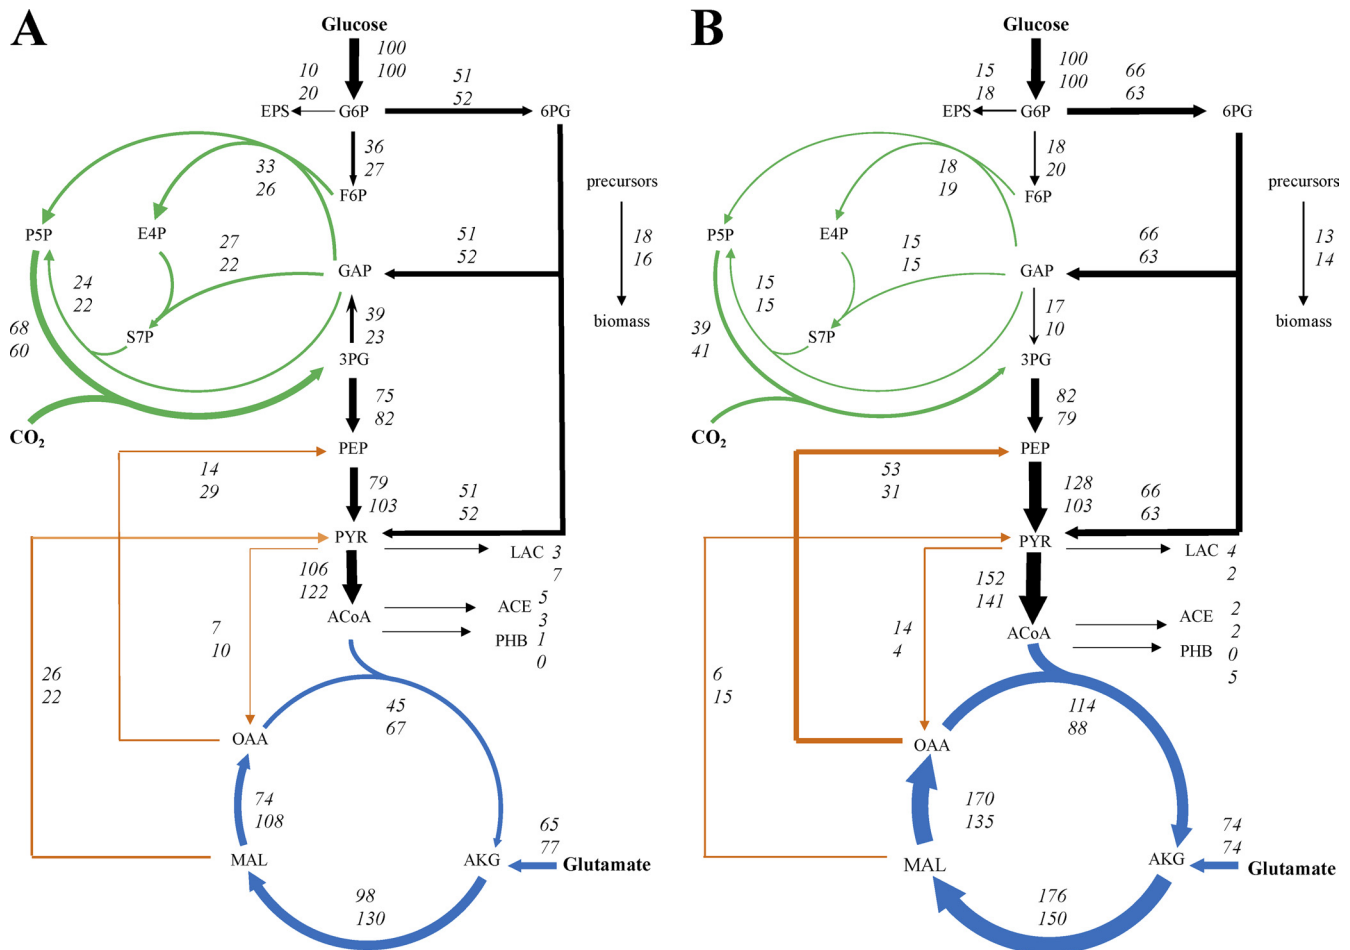 A
Glucose
100
100
10
20
51
52
EPS
G6P
6PG
36
27
33
26
F6P
precursors
P5P
E4P
27
22
51
52
18
16
24
22
GAP
39
23
biomass
68
60
S7P
3PG
75
82
CO2
PEP
14
29
79
103
51
52
PYR
LAC
3
7
106
122
ACE
5
3
ACoA
PHB
1
0
7
10
26
22
45
67
OAA
74
108
65
77
MAL
AKG
Glutamate
98
130
B
Glucose
100
100
15
18
66
63
EPS
G6P
6PG
18
20
18
19
F6P
precursors
P5P
E4P
15
15
66
63
13
14
15
15
GAP
17
10
biomass
39
41
S7P
3PG
82
79
CO2
PEP
53
31
128
103
66
63
PYR
LAC
4
2
152
141
ACE
2
2
ACoA
PHB
0
5
14
4
6
15
114
88
OAA
170
135
74
74
MAL
AKG
Glutamate
176
150